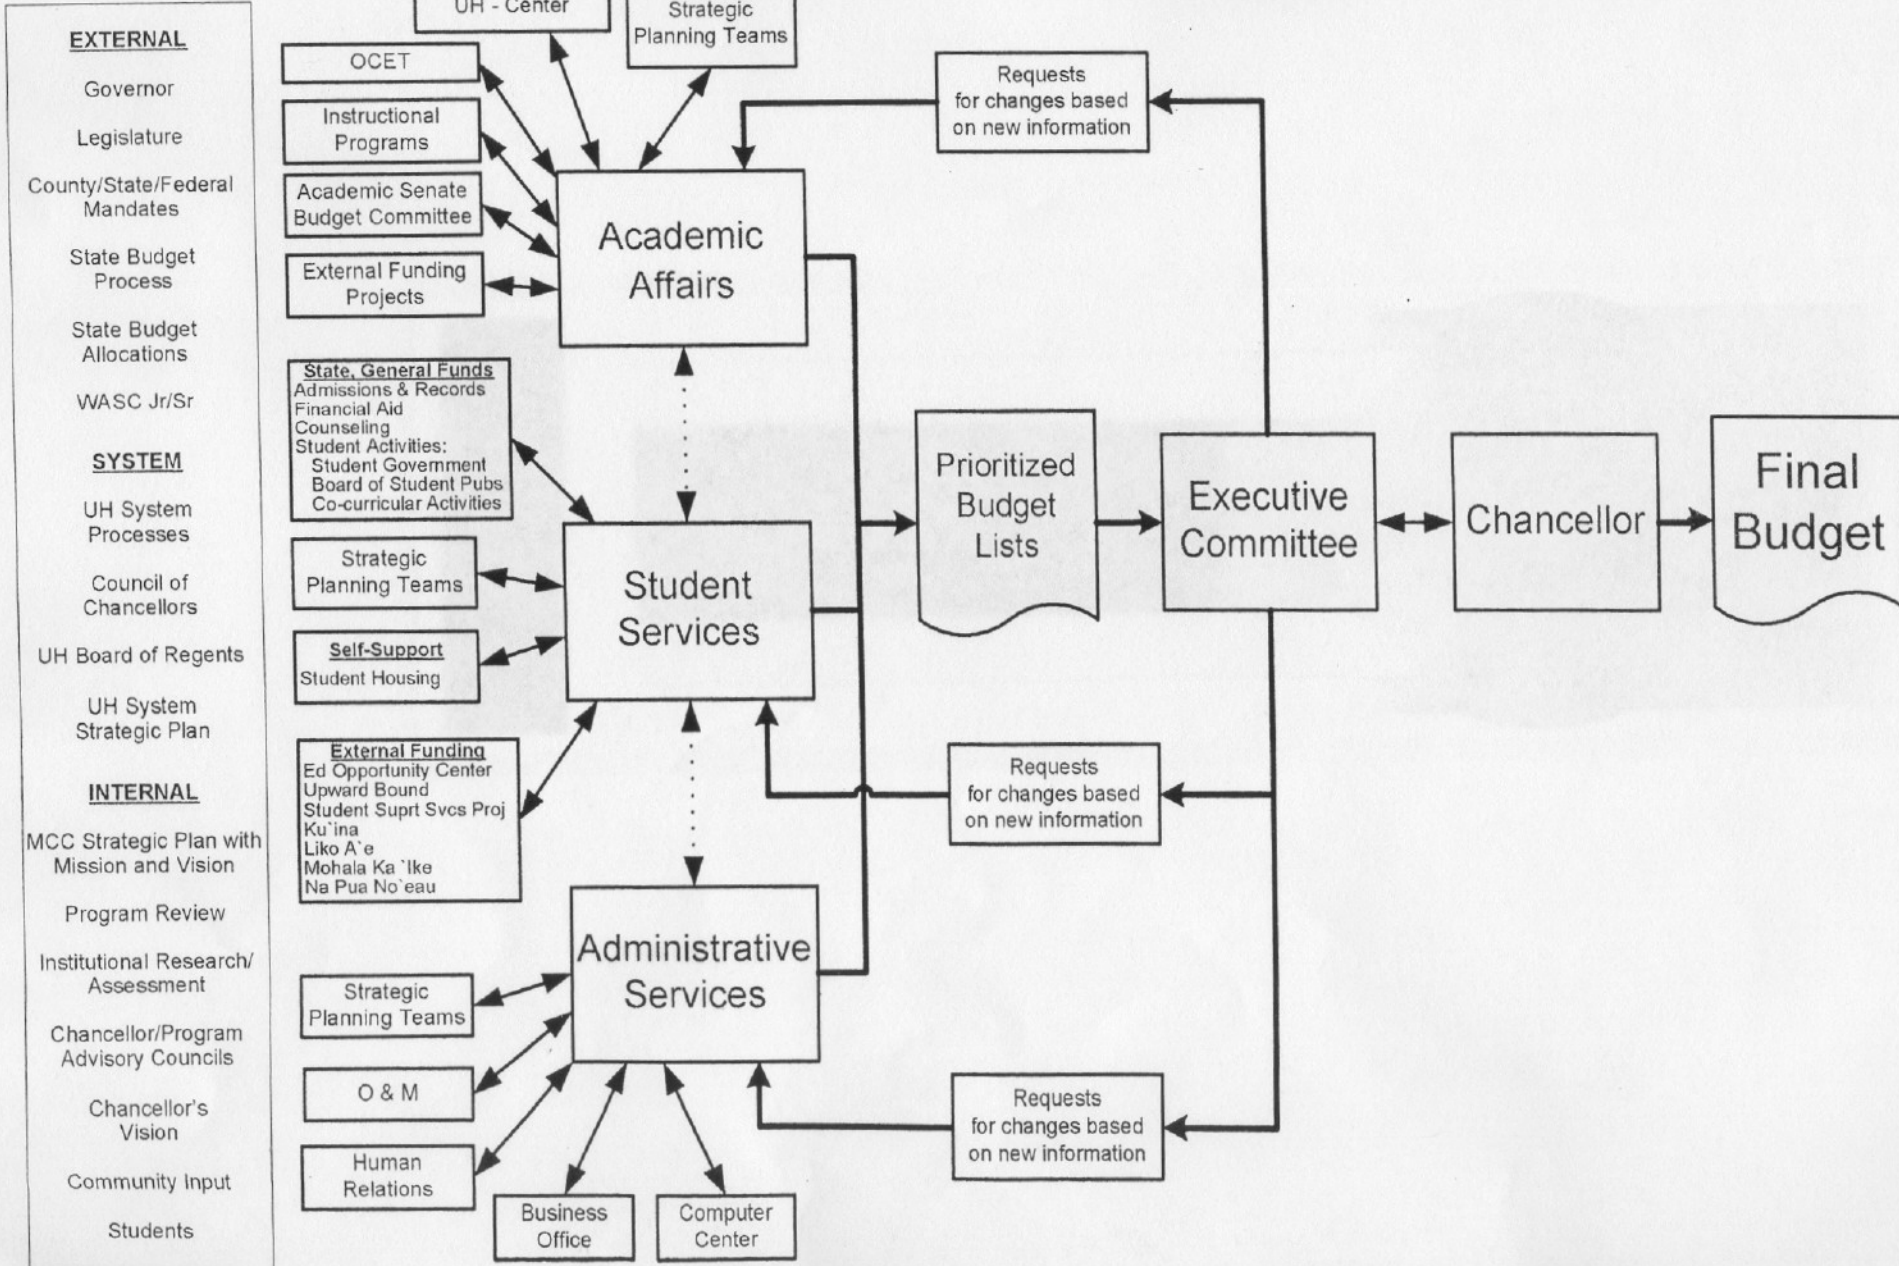 EXTERNAL
Governor
Legislature
County/State/Federal
Mandates
State Budget
Process
State Budget
Allocations
WASC Jr/Sr
SYSTEM
UH System
Processes
Council of
Chancellors
UH Board of Regents
UH System
Strategic Plan
INTERNAL
MCC Strategic Plan with
Mission and Vision
Program Review
Institutional Research/
Assessment
Chancellor/Program
Advisory Councils
Chancellor's
Vision
Community Input
Students
UH - Center
Strategic
Planning Teams
OCET
Instructional
Programs
Academic Senate
Budget Committee
External Funding
Projects
Academic
Affairs
Requests
for changes based
on new information
State, General Funds
Admissions & Records
Financial Aid
Counseling
Student Activities:
Student Government
Board of Student Pubs
Co-curricular Activities
Strategic
Planning Teams
Self-Support
Student Housing
External Funding
Ed Opportunity Center
Upward Bound
Student Suprt Svcs Proj
Ku`ina
Liko A`e
Mohala Ka `Ike
Na Pua No`eau
Student
Services
Prioritized
Budget
Lists
Executive
Committee
Chancellor
Final
Budget
Requests
for changes based
on new information
Administrative
Services
Strategic
Planning Teams
O & M
Human
Relations
Business
Office
Computer
Center
Requests
for changes based
on new information